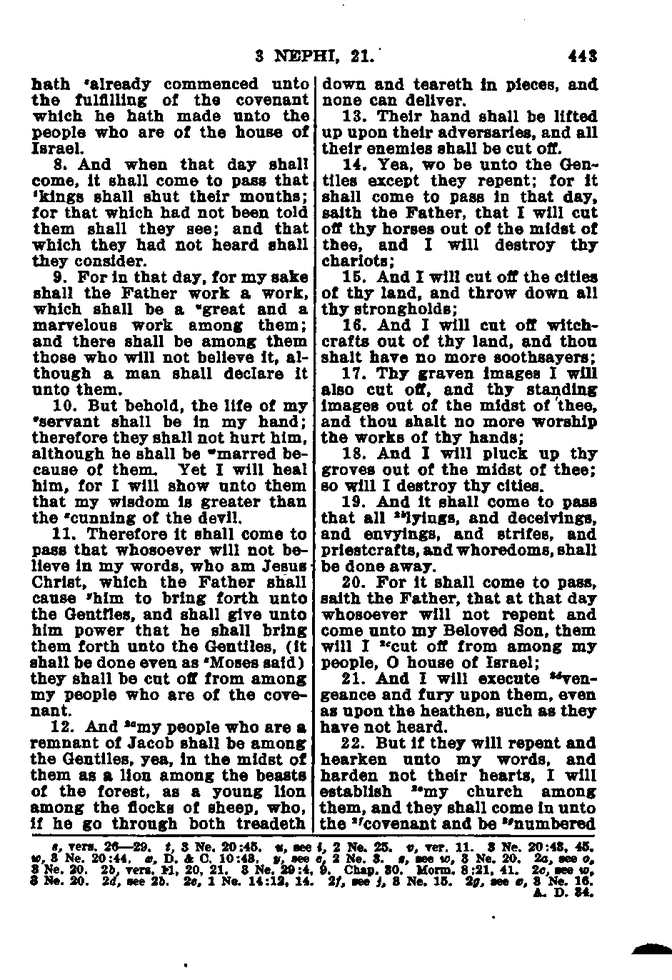 3 NEPHI, 21.
443
hath ˢalready commenced unto
the fulfilling of the covenant
which he hath made unto the
people who are of the house of
Israel.
8. And when that day shall
come, it shall come to pass that
ᵗkings shall shut their mouths;
for that which had not been told
them shall they see; and that
which they had not heard shall
they consider.
9. For in that day, for my sake
shall the Father work a work,
which shall be a ᵘgreat and a
marvelous work among them;
and there shall be among them
those who will not believe it, al-
though a man shall declare it
unto them.
10. But behold, the life of my
ᵛservant shall be in my hand;
therefore they shall not hurt him,
although he shall be ʷmarred be-
cause of them. Yet I will heal
him, for I will show unto them
that my wisdom is greater than
the ˣcunning of the devil.
11. Therefore it shall come to
pass that whosoever will not be-
lieve in my words, who am Jesus
Christ, which the Father shall
cause ʸhim to bring forth unto
the Gentiles, and shall give unto
him power that he shall bring
them forth unto the Gentiles, (it
shall be done even as ᶻMoses said)
they shall be cut off from among
my people who are of the cove-
nant.
12. And ²ᵃmy people who are a
remnant of Jacob shall be among
the Gentiles, yea, in the midst of
them as a lion among the beasts
of the forest, as a young lion
among the flocks of sheep, who,
if he go through both treadeth
down and teareth in pieces, and
none can deliver.
13. Their hand shall be lifted
up upon their adversaries, and all
their enemies shall be cut off.
14. Yea, wo be unto the Gen-
tiles except they repent; for it
shall come to pass in that day,
saith the Father, that I will cut
off thy horses out of the midst of
thee, and I will destroy thy
chariots;
15. And I will cut off the cities
of thy land, and throw down all
thy strongholds;
16. And I will cut off witch-
crafts out of thy land, and thou
shalt have no more soothsayers;
17. Thy graven images I will
also cut off, and thy standing
images out of the midst of thee,
and thou shalt no more worship
the works of thy hands;
18. And I will pluck up thy
groves out of the midst of thee;
so will I destroy thy cities.
19. And it shall come to pass
that all ²ᵇlyings, and deceivings,
and envyings, and strifes, and
priestcrafts, and whoredoms, shall
be done away.
20. For it shall come to pass,
saith the Father, that at that day
whosoever will not repent and
come unto my Beloved Son, them
will I ²ᶜcut off from among my
people, O house of Israel;
21. And I will execute ²ᵈven-
geance and fury upon them, even
as upon the heathen, such as they
have not heard.
22. But if they will repent and
hearken unto my words, and
harden not their hearts, I will
establish ²ᵉmy church among
them, and they shall come in unto
the ²ᶠcovenant and be ²ᵍnumbered
s, vers. 26—29. t, 3 Ne. 20:45. u, see i, 2 Ne. 25. v, ver. 11. 3 Ne. 20:43, 45.
w, 3 Ne. 20:44. x, D. & C. 10:43. y, see c, 2 Ne. 3. z, see w, 3 Ne. 20. 2a, see o,
3 Ne. 20. 2b, vers. 11, 20, 21. 3 Ne. 29:4, 9. Chap. 30. Morm. 8:21, 41. 2c, see w,
3 Ne. 20. 2d, see 2b. 2e, 1 Ne. 14:12, 14. 2f, see j, 3 Ne. 15. 2g, see e, 3 Ne. 16.
A. D. 34.